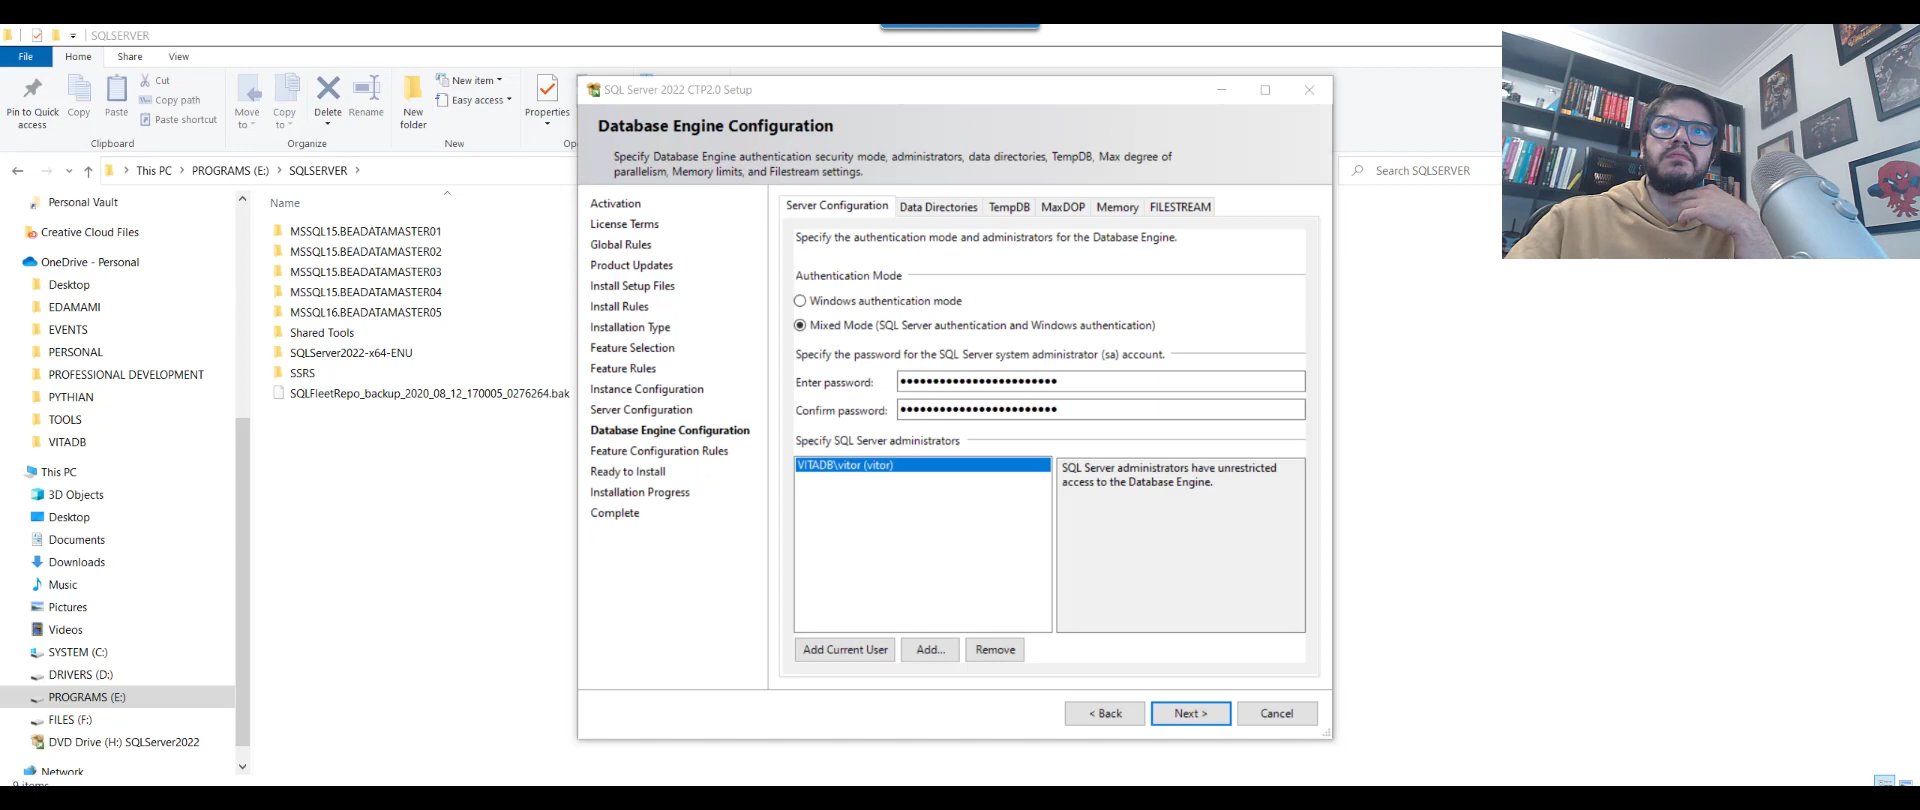 SQLSERVER
File Home Share View
Pin to Quick access
Copy
Paste
Cut
Copy path
Paste shortcut
Clipboard
Move to
Copy to
Delete
Rename
Organize
New folder
New item
Easy access
New
Properties
This PC > PROGRAMS (E:) > SQLSERVER >
Search SQLSERVER
Personal Vault
Creative Cloud Files
OneDrive - Personal
Desktop
EDAMAMI
EVENTS
PERSONAL
PROFESSIONAL DEVELOPMENT
PYTHIAN
TOOLS
VITADB
This PC
3D Objects
Desktop
Documents
Downloads
Music
Pictures
Videos
SYSTEM (C:)
DRIVERS (D:)
PROGRAMS (E:)
FILES (F:)
DVD Drive (H:) SQLServer2022
Network
9 items
Name
MSSQL15.BEADATAMASTER01
MSSQL15.BEADATAMASTER02
MSSQL15.BEADATAMASTER03
MSSQL15.BEADATAMASTER04
MSSQL16.BEADATAMASTER05
Shared Tools
SQLServer2022-x64-ENU
SSRS
SQLFleetRepo_backup_2020_08_12_170005_0276264.bak
SQL Server 2022 CTP2.0 Setup
Database Engine Configuration
Specify Database Engine authentication security mode, administrators, data directories, TempDB, Max degree of
parallelism, Memory limits, and Filestream settings.
Activation
License Terms
Global Rules
Product Updates
Install Setup Files
Install Rules
Installation Type
Feature Selection
Feature Rules
Instance Configuration
Server Configuration
Database Engine Configuration
Feature Configuration Rules
Ready to Install
Installation Progress
Complete
Server Configuration Data Directories TempDB MaxDOP Memory FILESTREAM
Specify the authentication mode and administrators for the Database Engine.
Authentication Mode
Windows authentication mode
Mixed Mode (SQL Server authentication and Windows authentication)
Specify the password for the SQL Server system administrator (sa) account.
Enter password:
Confirm password:
Specify SQL Server administrators
VITADB\vitor (vitor)
SQL Server administrators have unrestricted
access to the Database Engine.
Add Current User
Add...
Remove
< Back
Next >
Cancel